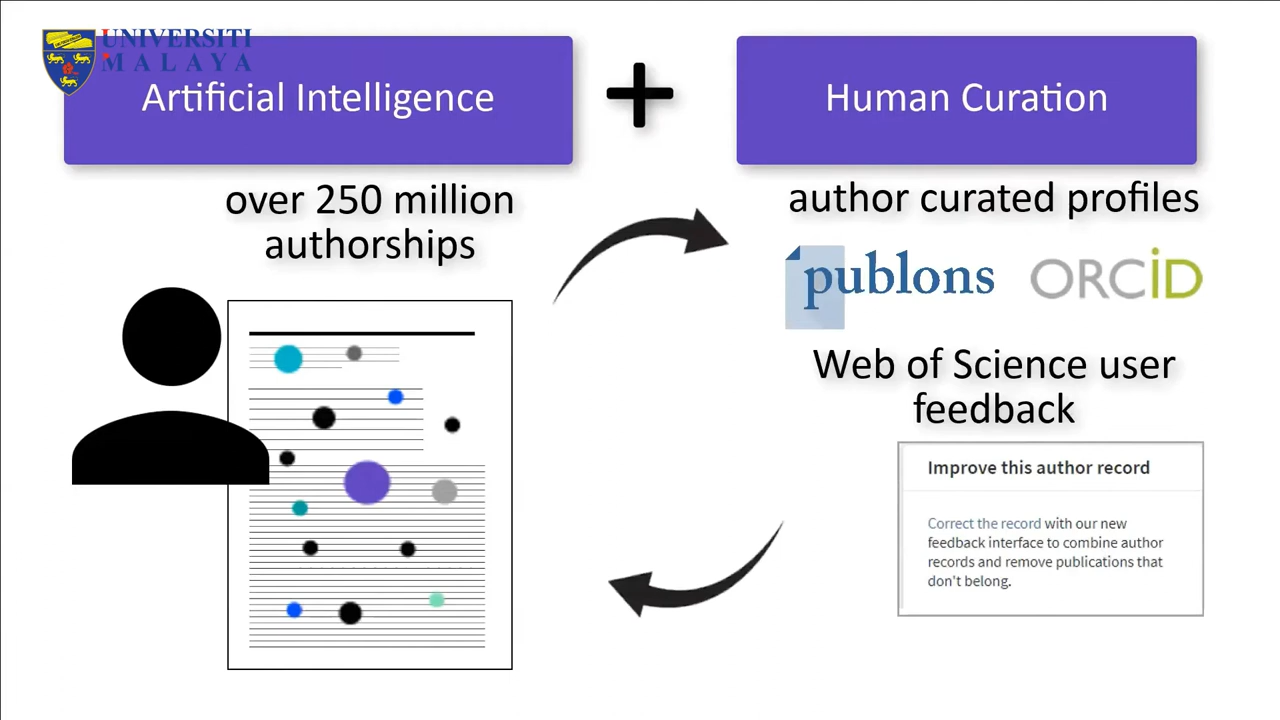 UNIVERSITI
MALAYA
Artificial Intelligence
Human Curation
over 250 million
authorships
author curated profiles
publons
ORCID
Web of Science user
feedback
Improve this author record
Correct the record with our new
feedback interface to combine author
records and remove publications that
don't belong.